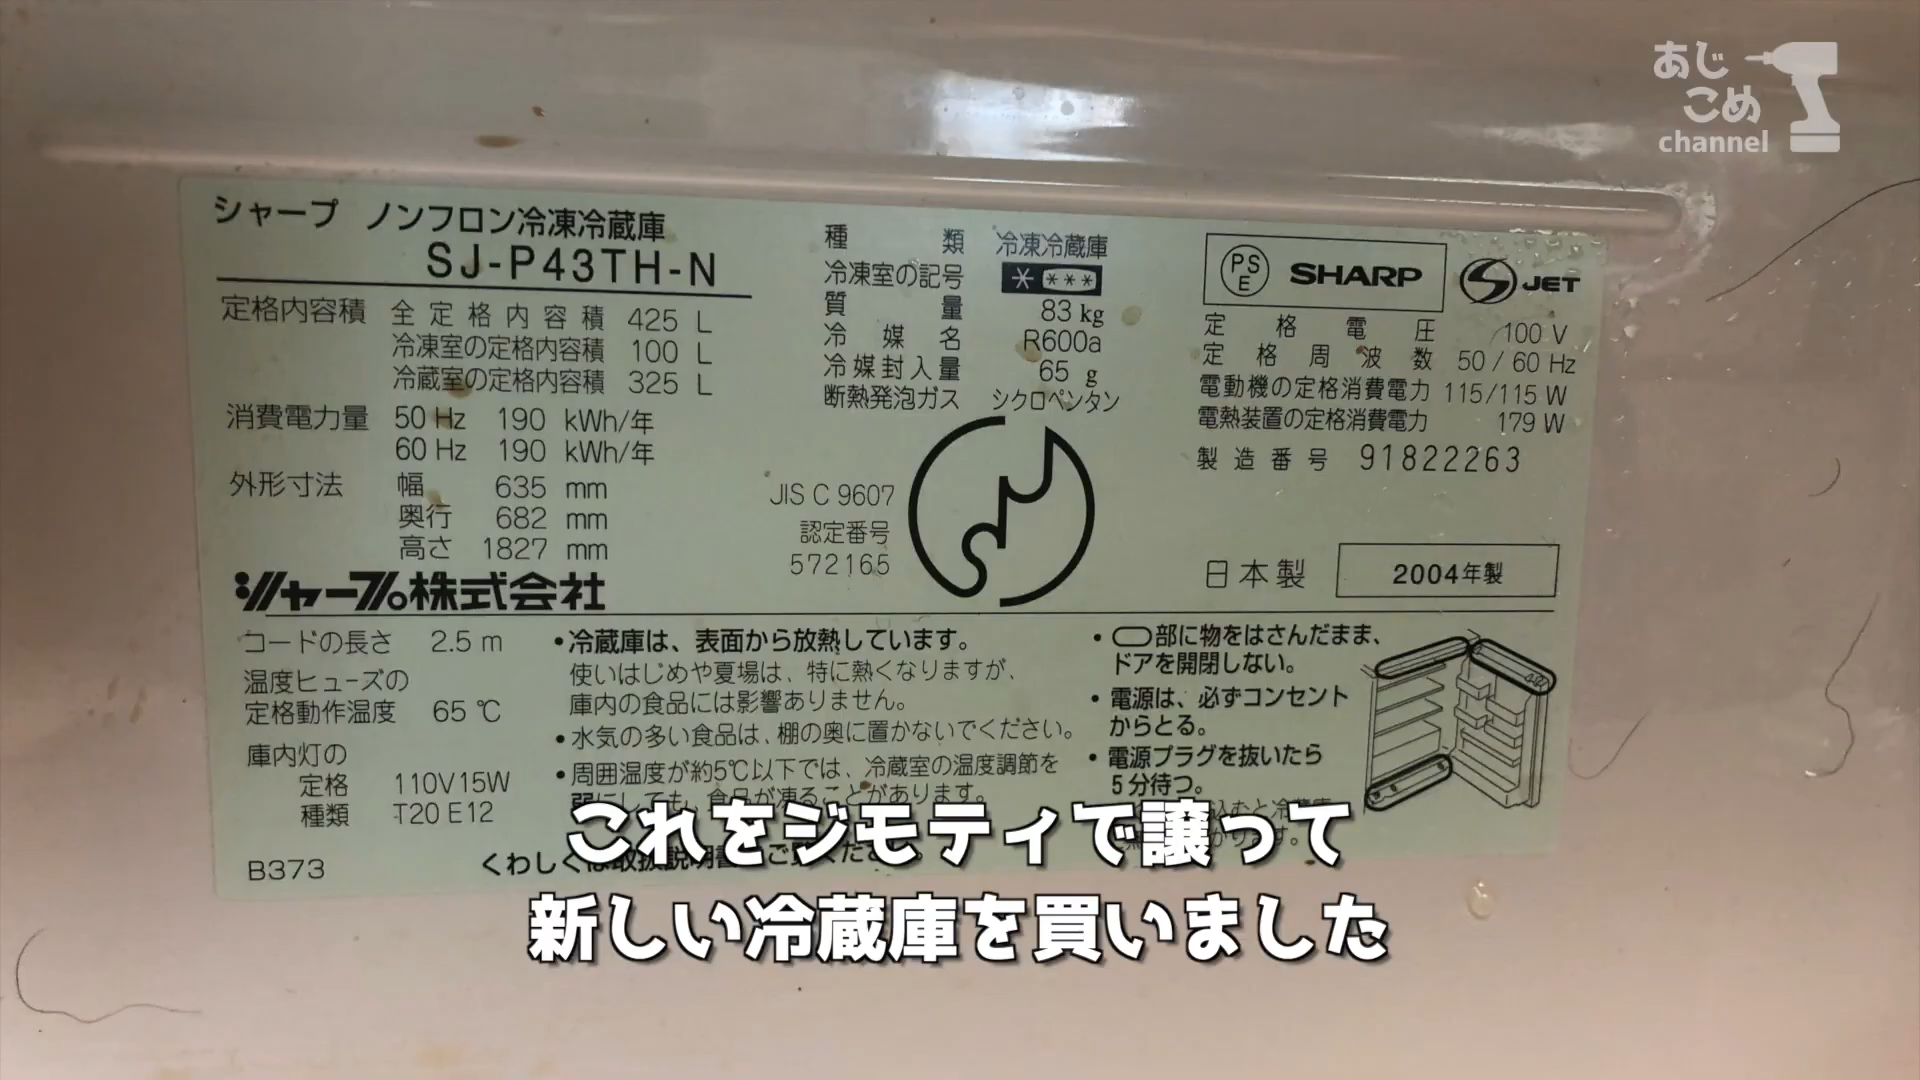 あじ
こめ
channel
シャープ ノンフロン冷凍冷蔵庫
SJ-P43TH-N
定格内容積 全定格内容積 425 L
冷凍室の定格内容積 100 L
冷蔵室の定格内容積 325 L
消費電力量 50 Hz 190 kWh/年
60 Hz 190 kWh/年
外形寸法 幅 635 mm
奥行 682 mm
高さ 1827 mm
シャープ株式会社
種類 冷凍冷蔵庫
冷凍室の記号 * ***
質量 83 kg
冷媒名 R600a
冷媒封入量 65 g
断熱発泡ガス シクロペンタン
JIS C 9607
認定番号
572165
PS
E
SHARP
S JET
定格電圧 100 V
定格周波数 50/60 Hz
電動機の定格消費電力 115/115 W
電熱装置の定格消費電力 179 W
製造番号 91822263
日本製 2004年製
コードの長さ 2.5 m
温度ヒューズの
定格動作温度 65 ℃
庫内灯の
定格 110V15W
種類 T20 E12
B373
•冷蔵庫は、表面から放熱しています。
使いはじめや夏場は、特に熱くなりますが、
庫内の食品には影響ありません。
•水気の多い食品は、棚の奥に置かないでください。
•周囲温度が約5℃以下では、冷蔵室の温度調節を
弱にしても、食品が凍ることがあります。
•部に物をはさんだまま、
ドアを開閉しない。
•電源は、必ずコンセント
からとる。
•電源プラグを抜いたら
5分待つ。
くわしくは取扱説明書
これをジモティで譲って
新しい冷蔵庫を買いました